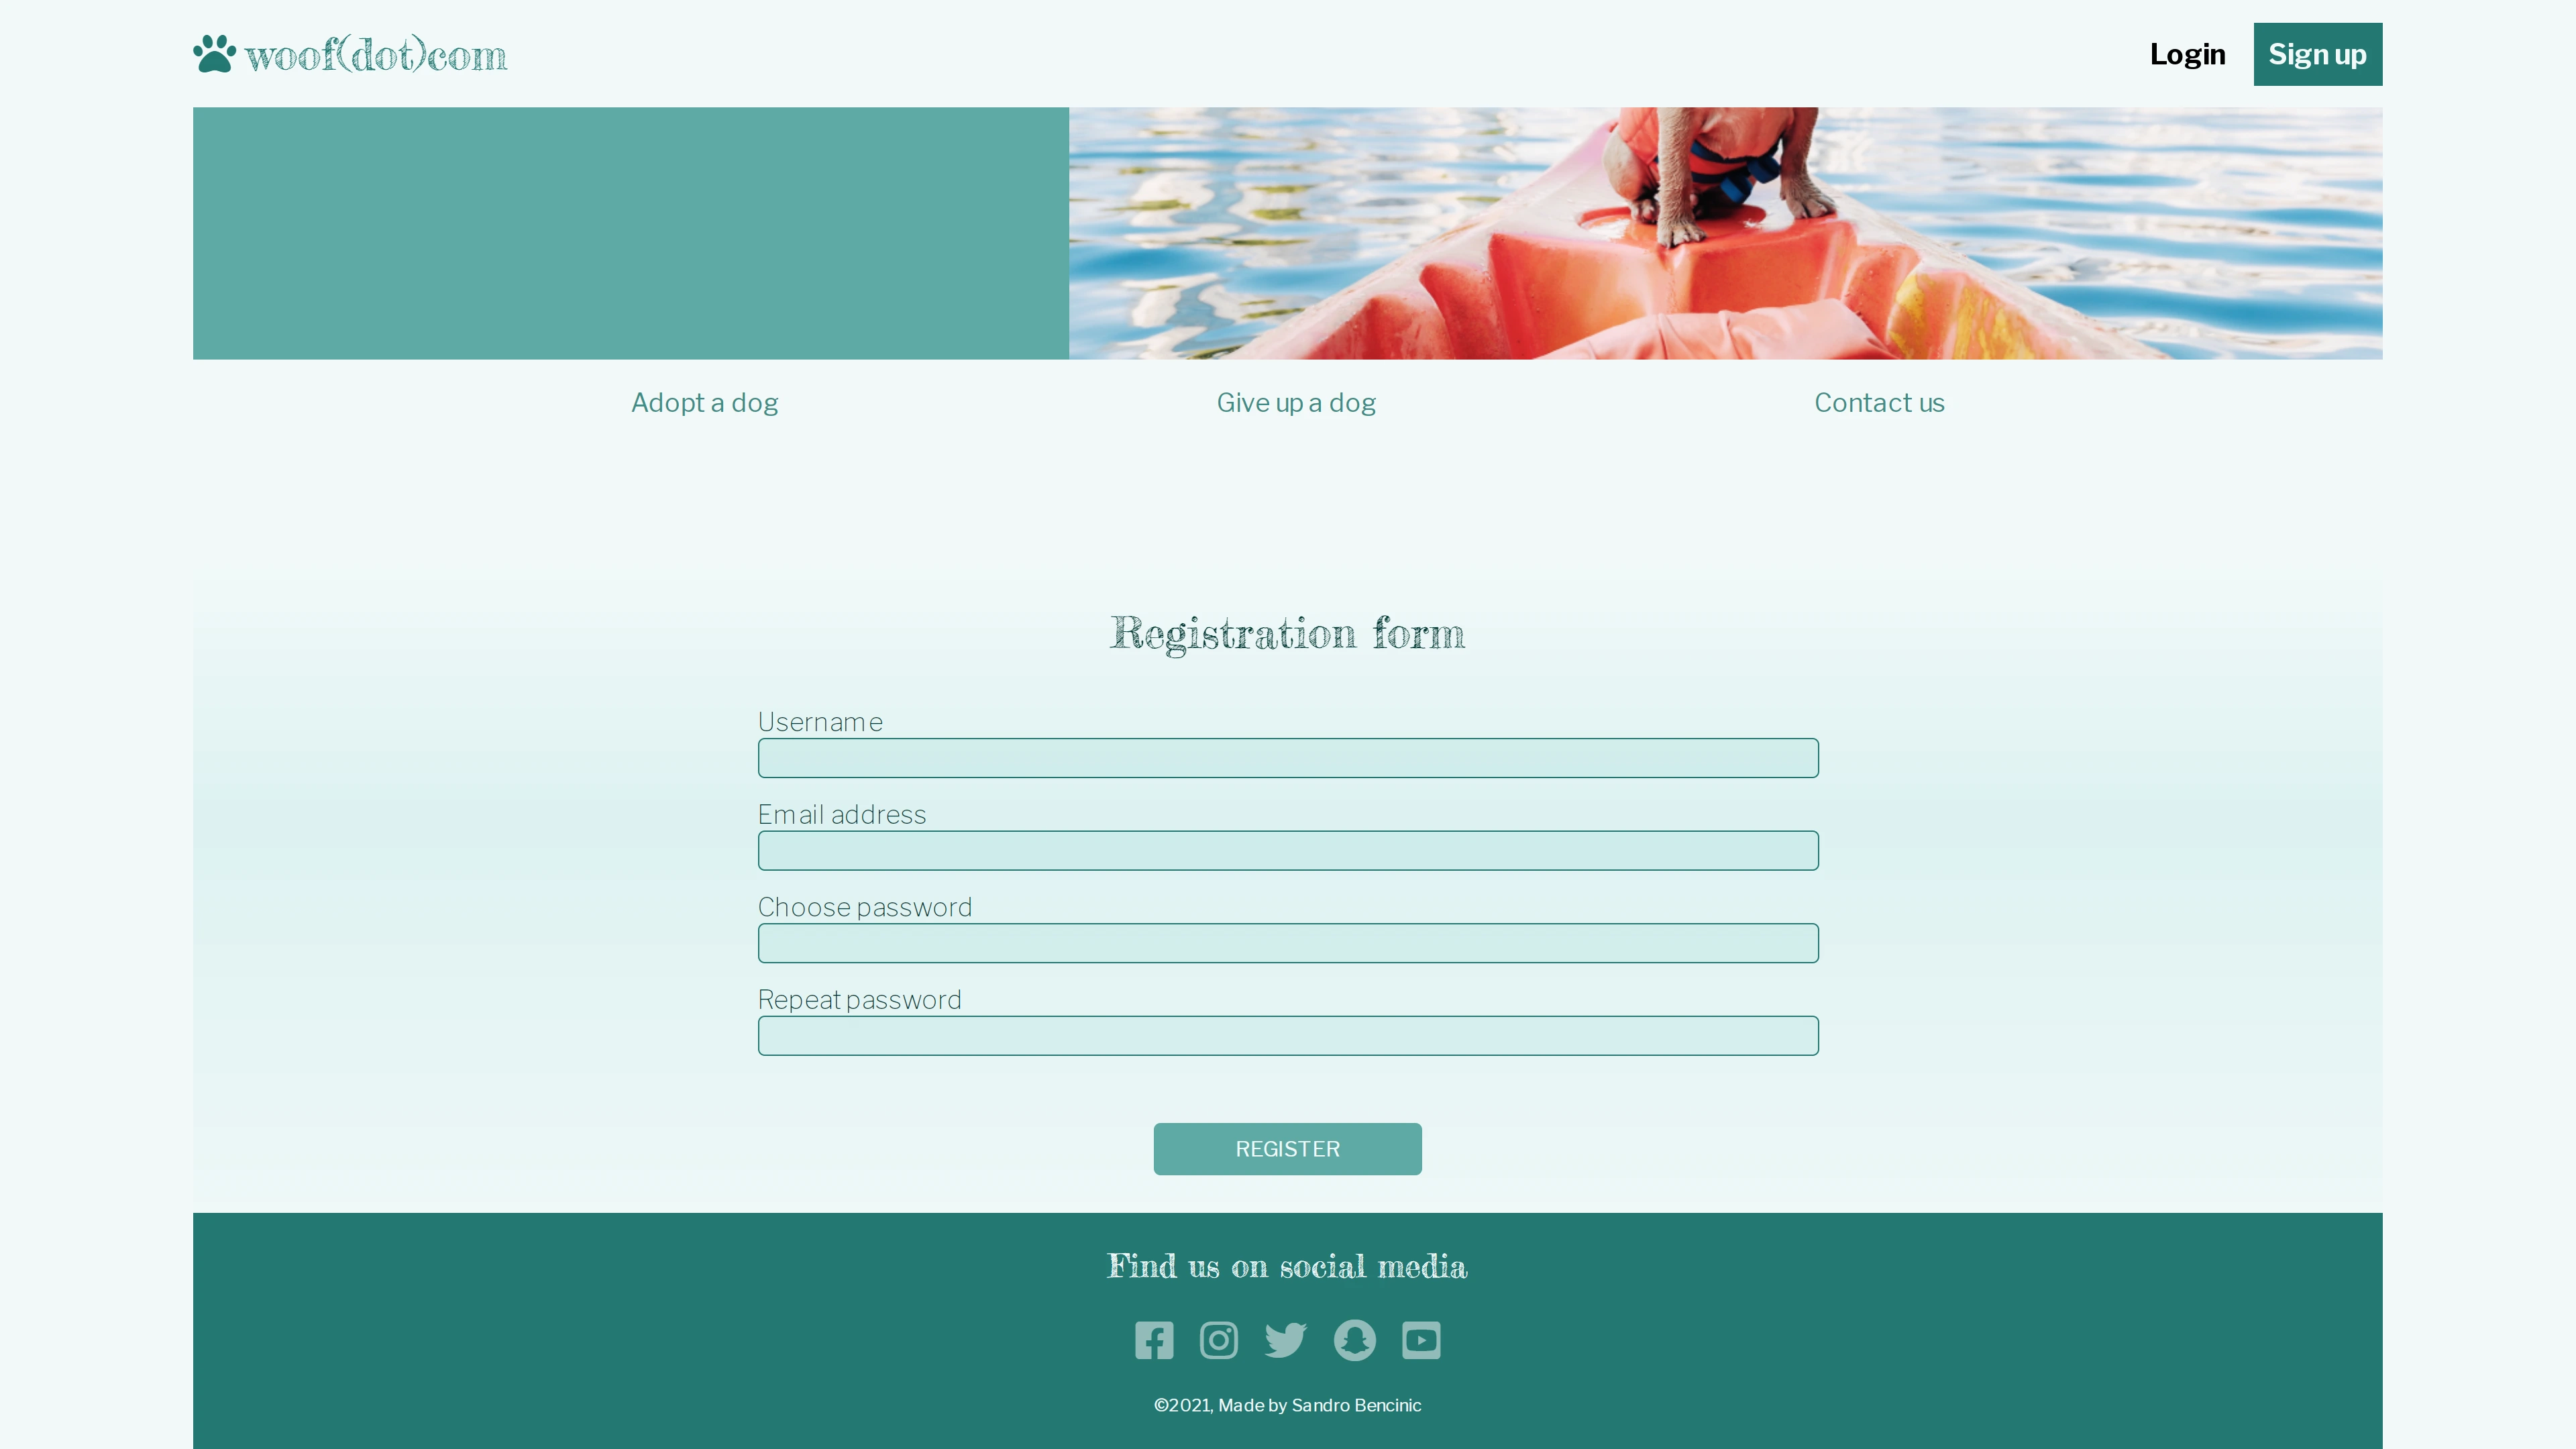 woof(dot)com
Login
Sign up
Adopt a dog
Give up a dog
Contact us
Registration form
Username
Email address
Choose password
Repeat password
REGISTER
Find us on social media
©2021, Made by Sandro Bencinic